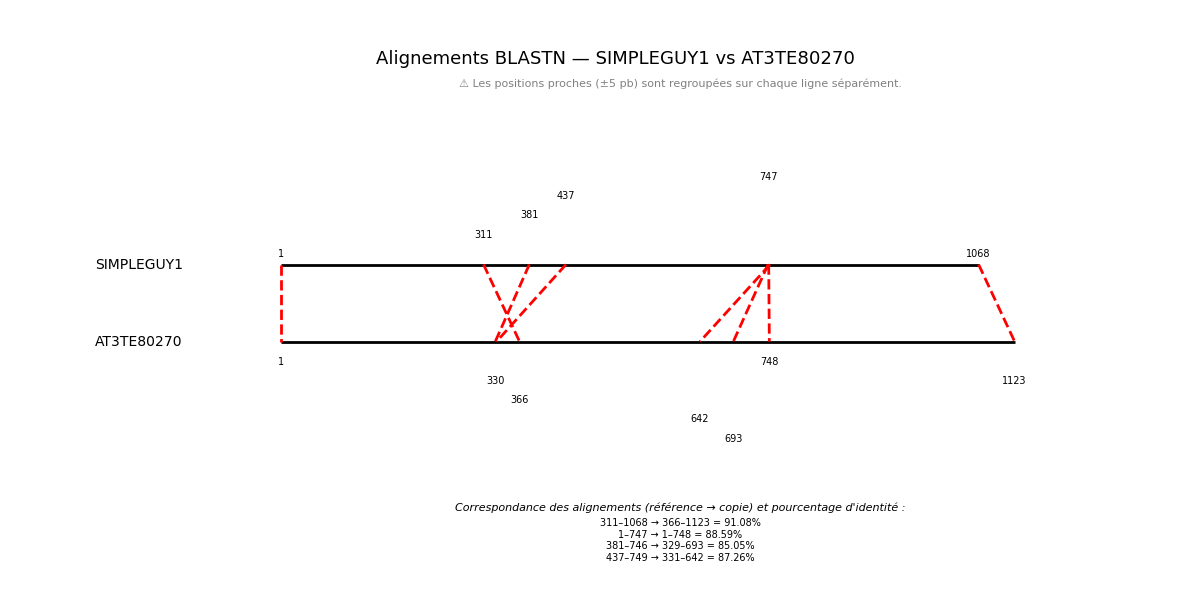 Alignements BLASTN — SIMPLEGUY1 vs AT3TE80270
⚠ Les positions proches (±5 pb) sont regroupées sur chaque ligne séparément.
747
437
381
311
1
1068
SIMPLEGUY1
AT3TE80270
1
748
330
1123
366
642
693
Correspondance des alignements (référence → copie) et pourcentage d'identité :
311–1068 → 366–1123 = 91.08%
1–747 → 1–748 = 88.59%
381–746 → 329–693 = 85.05%
437–749 → 331–642 = 87.26%